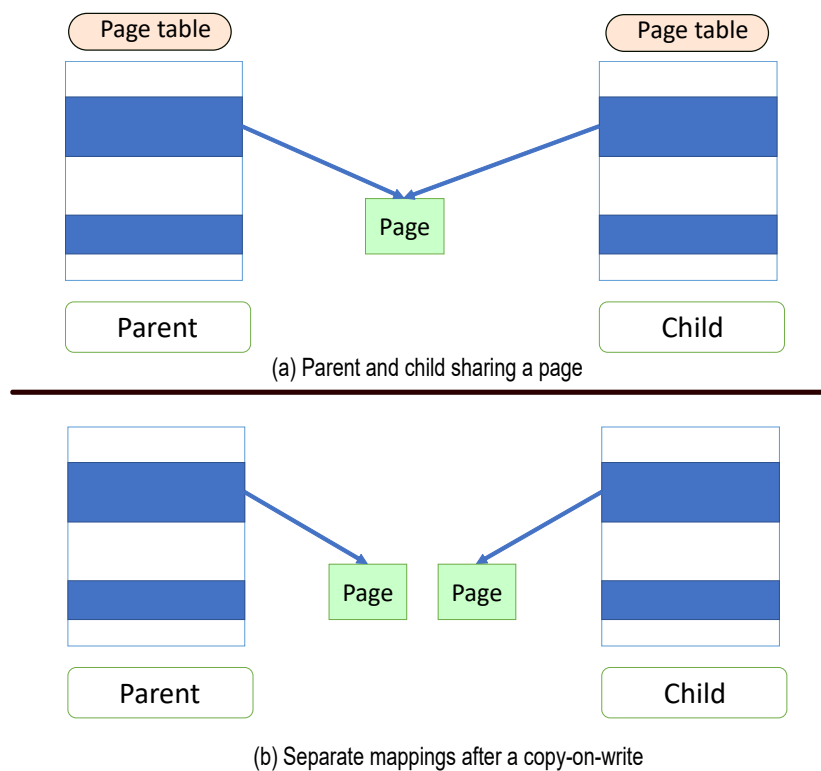 Page table
Page table
Page
Parent
Child
(a) Parent and child sharing a page
Page
Page
Parent
Child
(b) Separate mappings after a copy-on-write